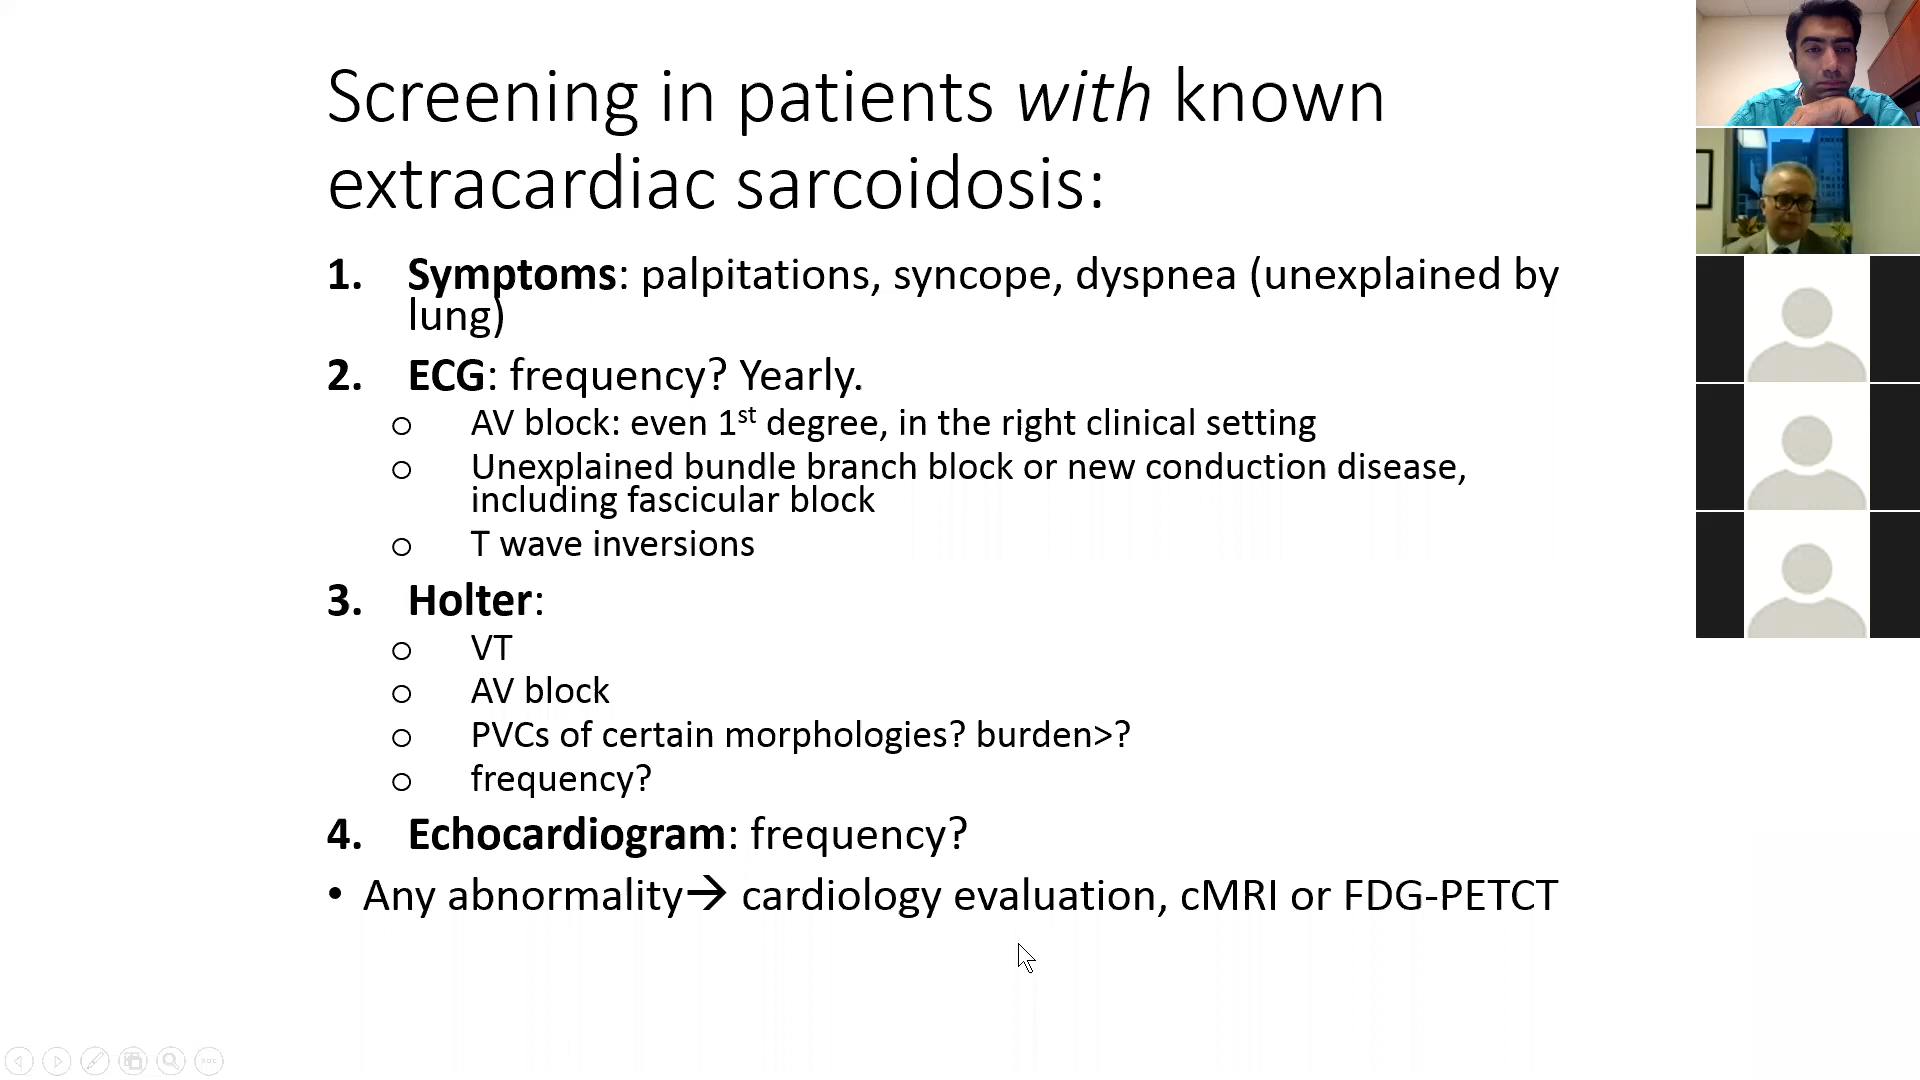 Screening in patients with known
extracardiac sarcoidosis:
1. Symptoms: palpitations, syncope, dyspnea (unexplained by
lung)
2. ECG: frequency? Yearly.
o AV block: even 1st degree, in the right clinical setting
o Unexplained bundle branch block or new conduction disease,
including fascicular block
o T wave inversions
3. Holter:
o VT
o AV block
o PVCs of certain morphologies? burden>?
o frequency?
4. Echocardiogram: frequency?
• Any abnormality→ cardiology evaluation, cMRI or FDG-PETCT